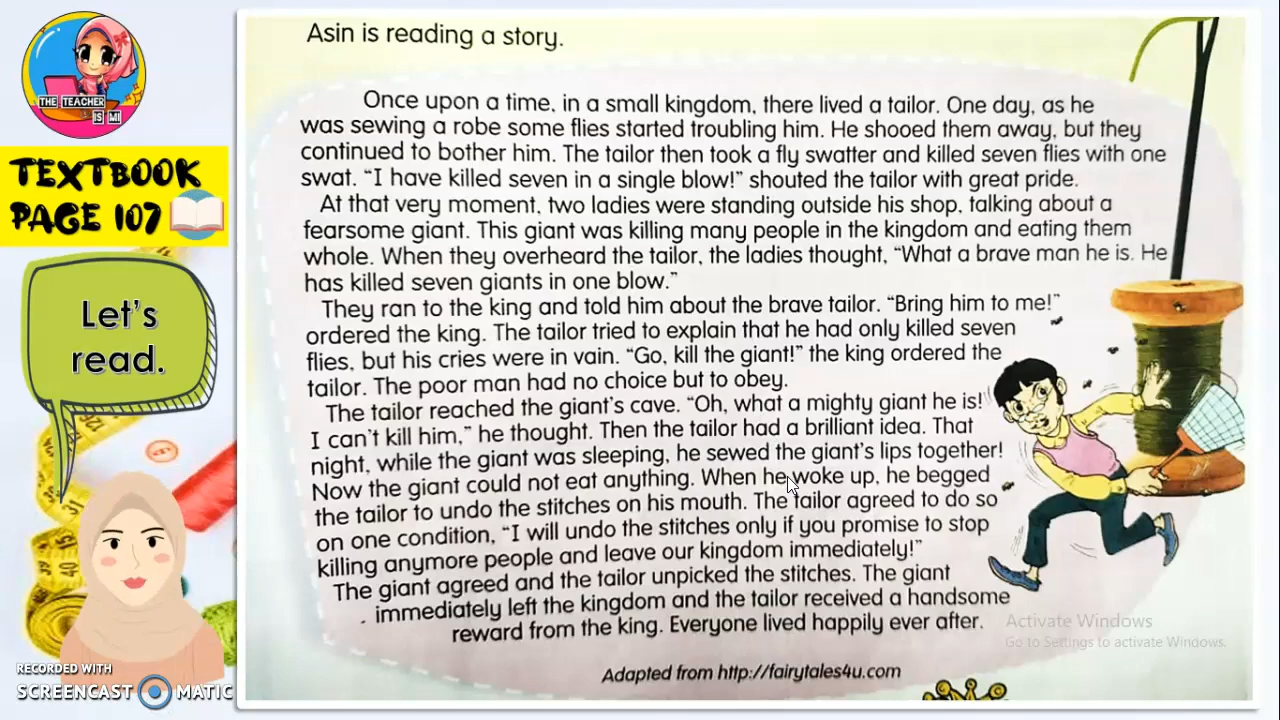 THE TEACHER
IS MI
TEXTBOOK
PAGE 107
Let's
read.
RECORDED WITH
SCREENCAST MATIC
Asin is reading a story.
Once upon a time, in a small kingdom, there lived a tailor. One day, as he
was sewing a robe some flies started troubling him. He shooed them away, but they
continued to bother him. The tailor then took a fly swatter and killed seven flies with one
swat. “I have killed seven in a single blow!” shouted the tailor with great pride.
At that very moment, two ladies were standing outside his shop, talking about a
fearsome giant. This giant was killing many people in the kingdom and eating them
whole. When they overheard the tailor, the ladies thought, “What a brave man he is. He
has killed seven giants in one blow.”
They ran to the king and told him about the brave tailor. “Bring him to me!”
ordered the king. The tailor tried to explain that he had only killed seven
flies, but his cries were in vain. “Go, kill the giant!” the king ordered the
tailor. The poor man had no choice but to obey.
The tailor reached the giant's cave. “Oh, what a mighty giant he is!
I can't kill him,” he thought. Then the tailor had a brilliant idea. That
night, while the giant was sleeping, he sewed the giant's lips together!
Now the giant could not eat anything. When he woke up, he begged
the tailor to undo the stitches on his mouth. The tailor agreed to do so
on one condition, “I will undo the stitches only if you promise to stop
killing anymore people and leave our kingdom immediately!”
The giant agreed and the tailor unpicked the stitches. The giant
immediately left the kingdom and the tailor received a handsome
reward from the king. Everyone lived happily ever after.
Adapted from http://fairytales4u.com
Activate Windows
Go to Settings to activate Windows.